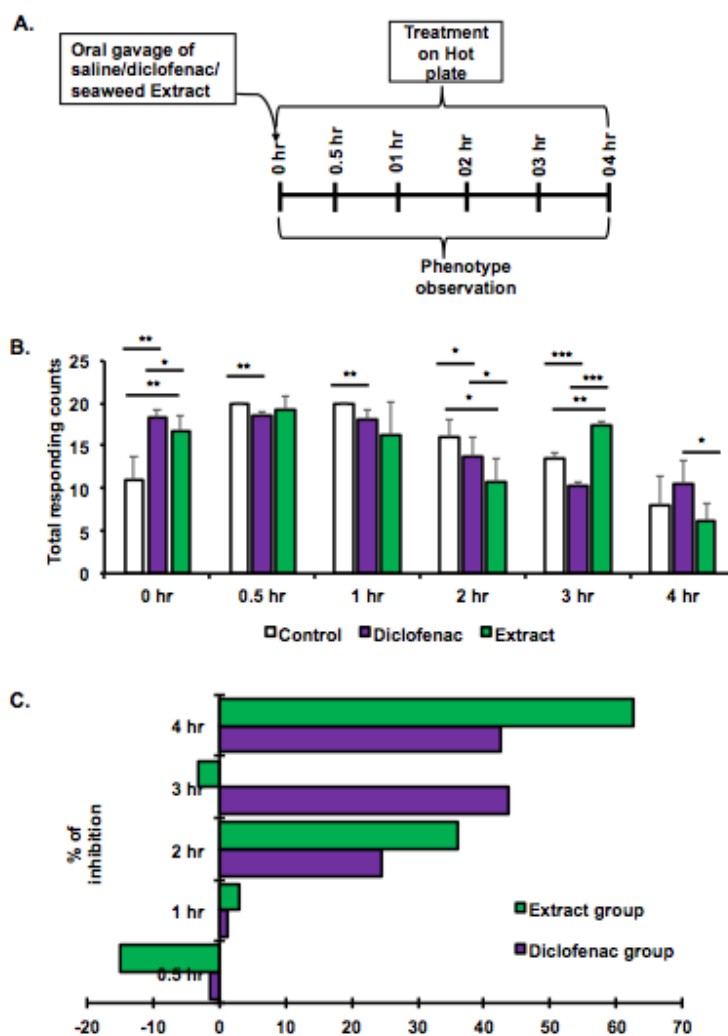 A.
Oral gavage of
saline/diclofenac/
seaweed Extract
Treatment
on Hot
plate
0 hr
0.5 hr
01 hr
02 hr
03 hr
04 hr
Phenotype
observation
B.
** * ** ** ** * * * *** *** ** *
Total responding counts
25
20
15
10
5
0
0 hr 0.5 hr 1 hr 2 hr 3 hr 4 hr
Control Diclofenac Extract
C.
% of
inhibition
4 hr
3 hr
2 hr
1 hr
0.5 hr
Extract group
Diclofenac group
-20 -10 0 10 20 30 40 50 60 70